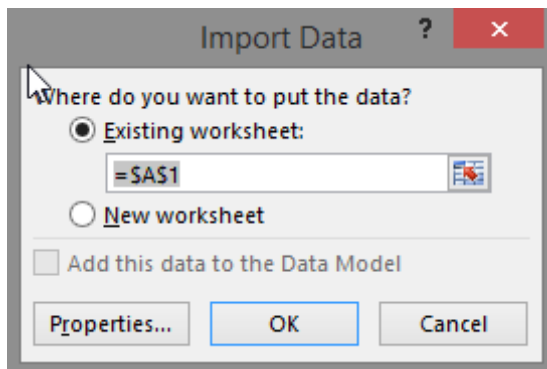 Import Data ?
Where do you want to put the data?
Existing worksheet:
=$A$1
New worksheet
Add this data to the Data Model
Properties... OK Cancel